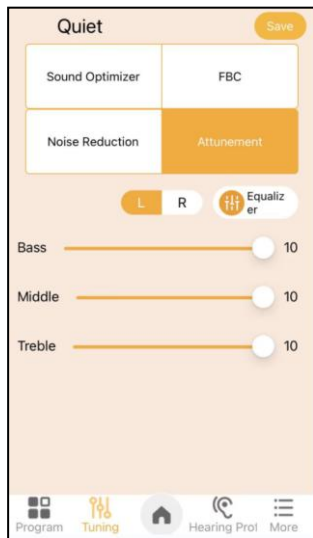 Quiet
Save
Sound Optimizer
FBC
Noise Reduction
Attunement
L
R
Equaliz
er
Bass
10
Middle
10
Treble
10
Program
Tuning
Hearing Prol
More